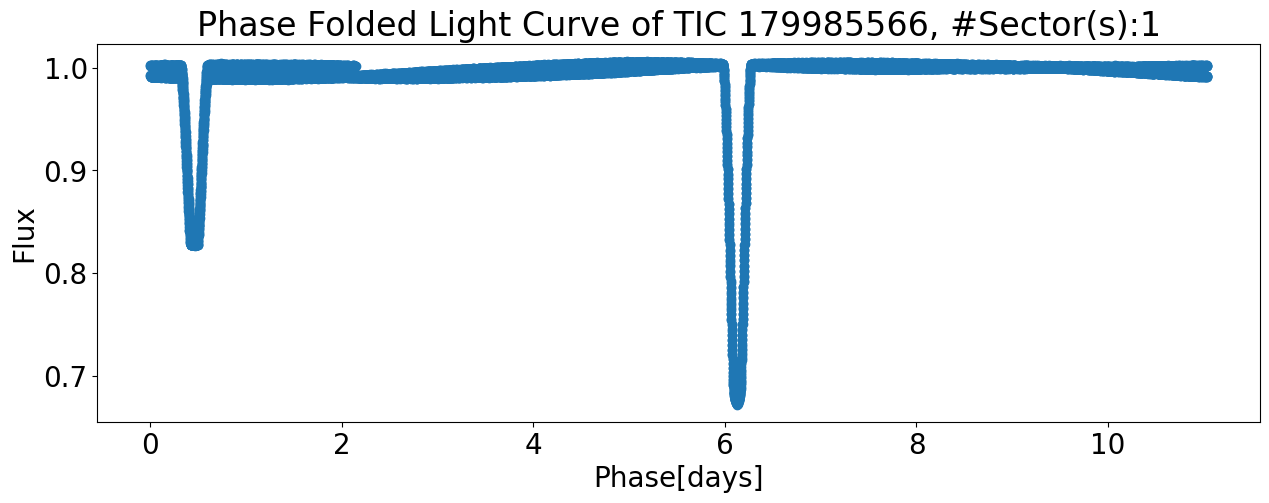 Phase Folded Light Curve of TIC 179985566, #Sector(s):1
1.0
0.9
0.8
0.7
Flux
0 2 4 6 8 10
Phase[days]